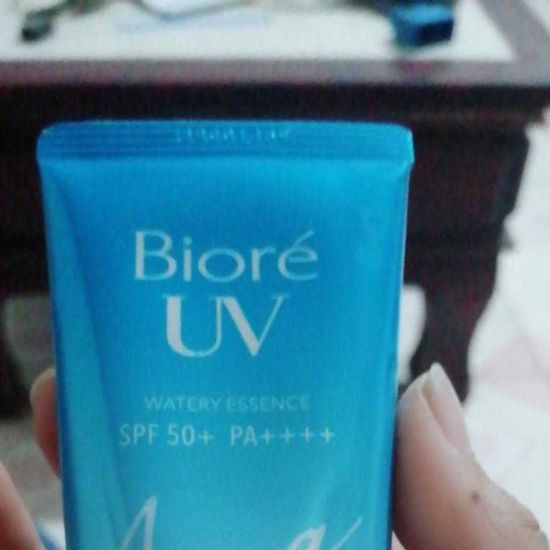 Bioré
UV
WATERY ESSENCE
SPF 50+ PA++++